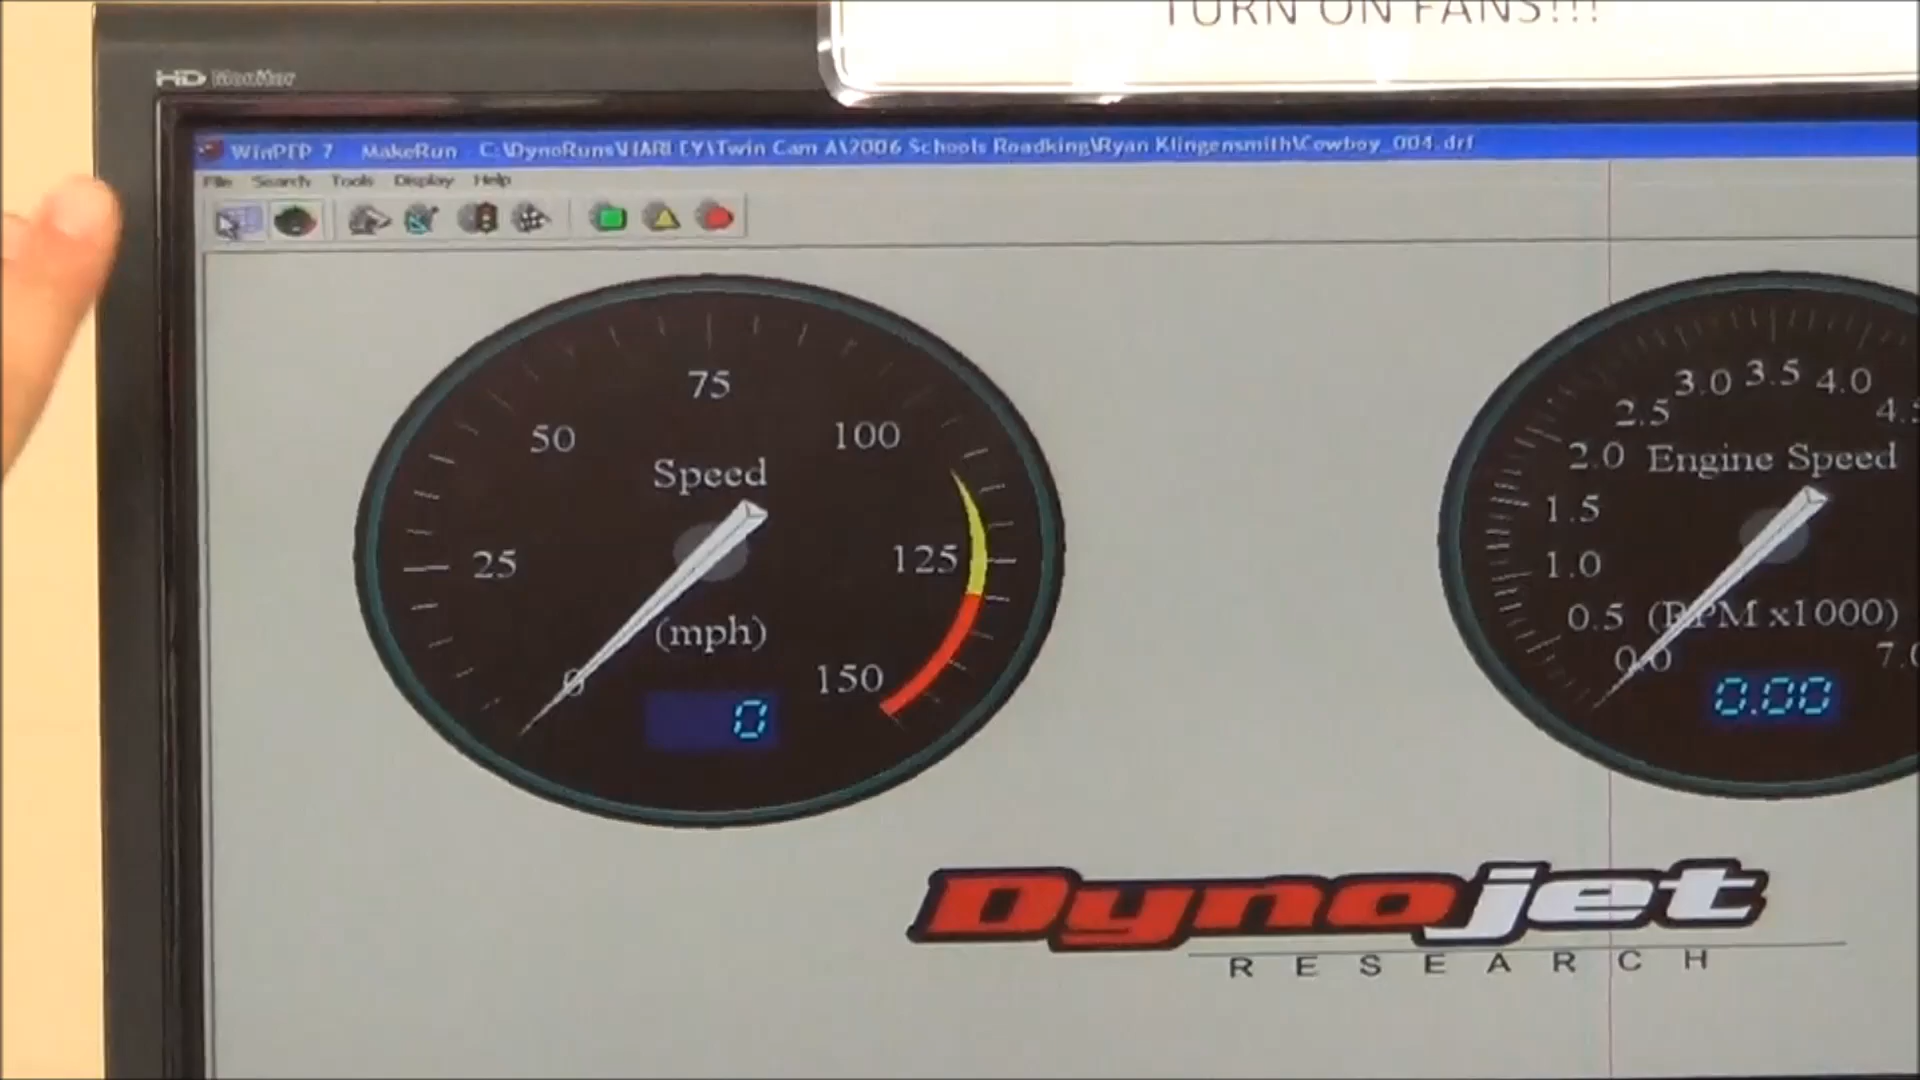 TURN ON FANS!!!
HD Monitor
WinPEP 7 MakeRun C:\DynoRuns\HARLEY\Twin Cam A\2006 Schools Roadking\Ryan Klingensmith\Cowboy_004.drf
File Search Tools Display Help
75
50
100
Speed
25
125
(mph)
0
150
0
3.0 3.5 4.0
2.5
2.0 Engine Speed
1.5
1.0
0.5 (RPM x1000)
0.0
0.00
Dynojet
RESEARCH